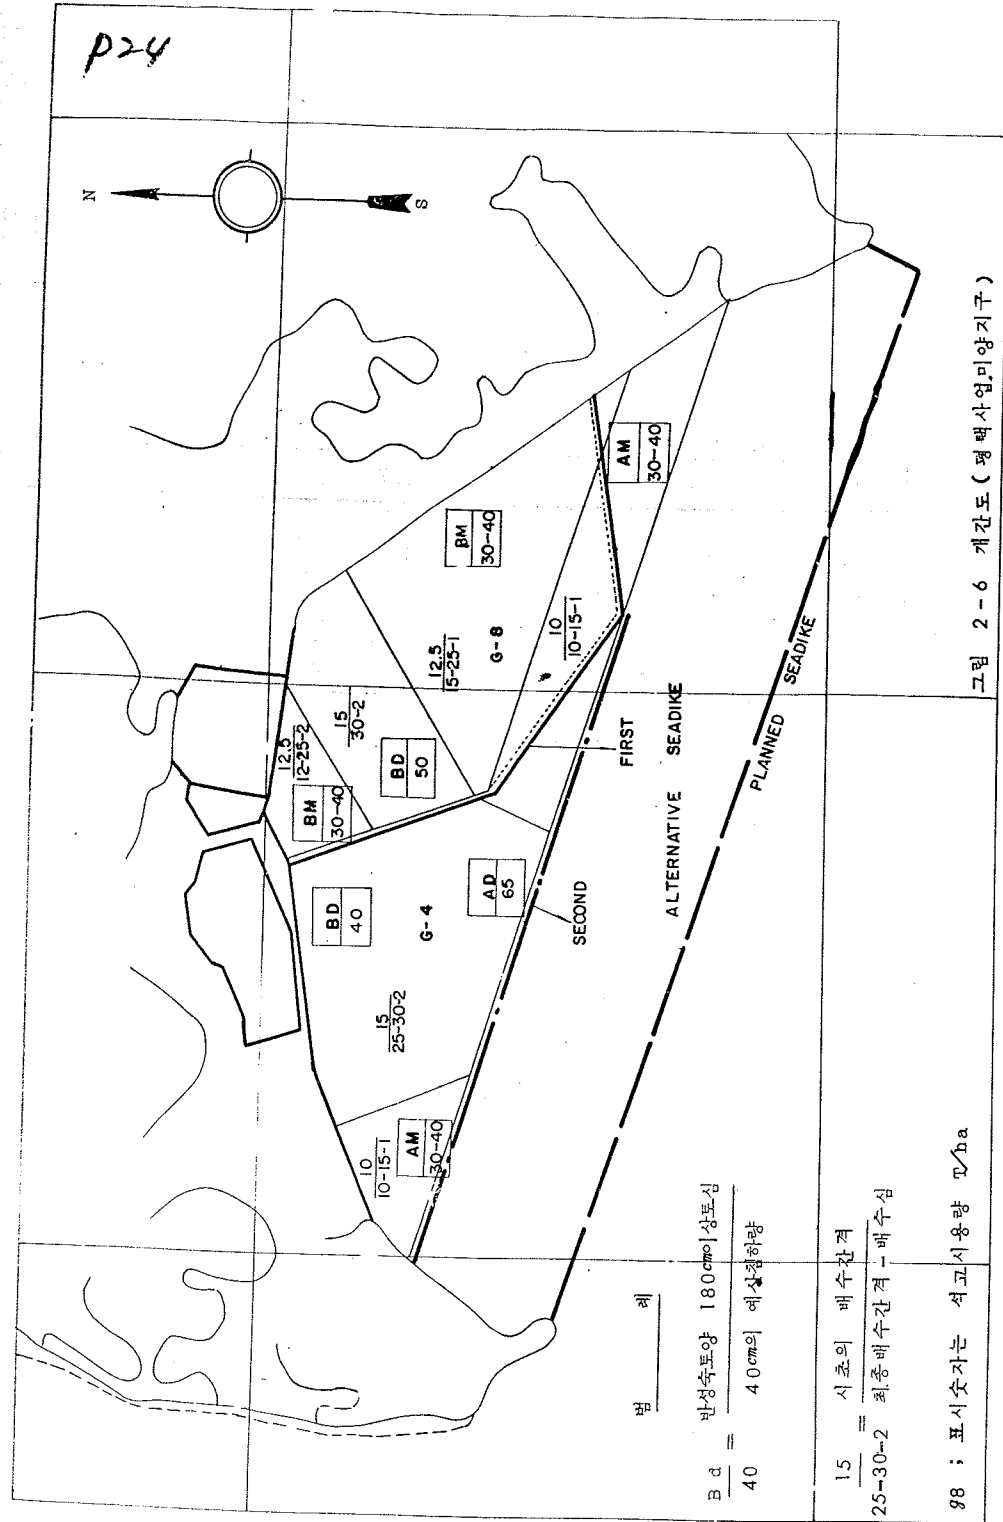 P24
N
S
BM
30-40
12.5
12-25-2
15
30-2
BD
50
12.5
15-25-1
G-8
BM
30-40
10
10-15-1
AM
30-40
BD
40
G-4
AD
65
15
25-30-2
10
10-15-1
AM
30-40
FIRST
SECOND
ALTERNATIVE SEADIKE
PLANNED SEADIKE
범 례
Bd = 반성숙토양 180cm이상토심
40 40cm의 예상침하량
15 = 시초의 배수간격
25-30-2 최종배수간격-배수심
g8 ; 표시숫자는 석고시용량 T/ha
그림 2-6 개간도(평택사업.미양지구)